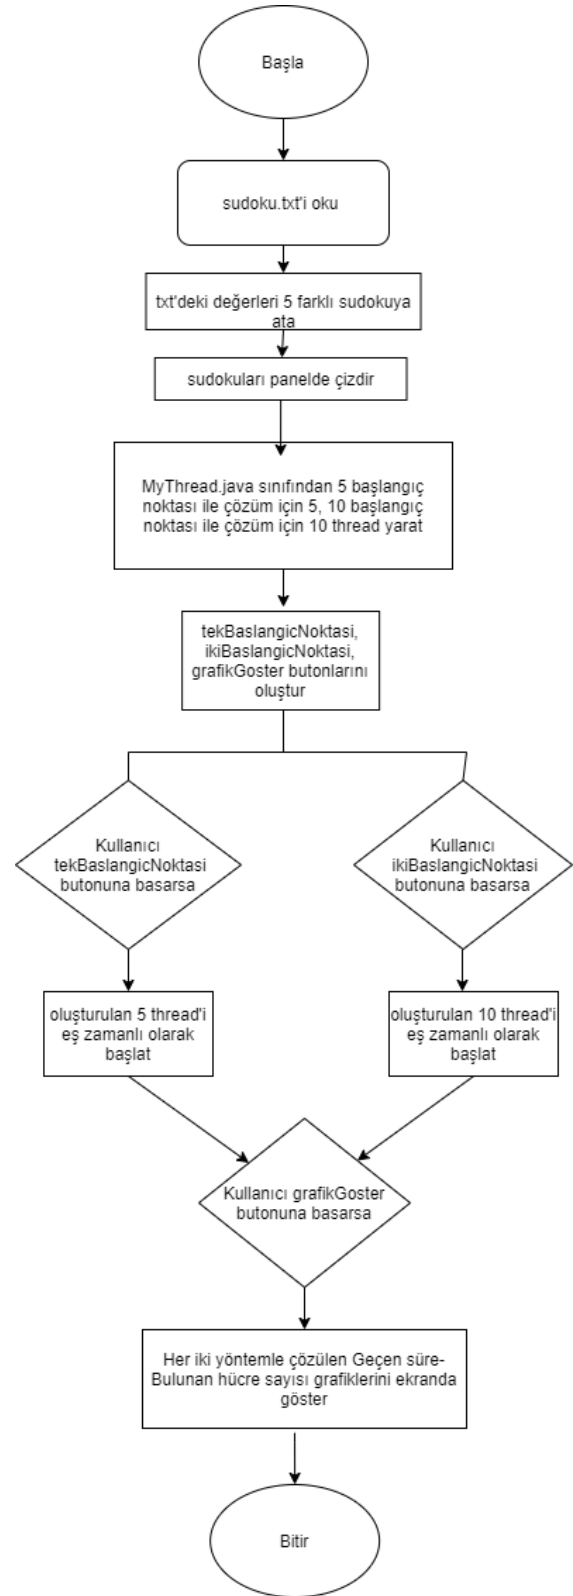 Başla
sudoku.txt'i oku
txt'deki değerleri 5 farklı sudokuya
ata
sudokuları panelde çizdir
MyThread.java sınıfından 5 başlangıç
noktası ile çözüm için 5, 10 başlangıç
noktası ile çözüm için 10 thread yarat
tekBaslangicNoktasi,
ikiBaslangicNoktasi,
grafikGoster butonlarını
oluştur
Kullanıcı
tekBaslangicNoktasi
butonuna basarsa
Kullanıcı
ikiBaslangicNoktasi
butonuna basarsa
oluşturulan 5 thread'i
eş zamanlı olarak
başlat
oluşturulan 10 thread'i
eş zamanlı olarak
başlat
Kullanıcı grafikGoster
butonuna basarsa
Her iki yöntemle çözülen Geçen süre-
Bulunan hücre sayısı grafiklerini ekranda
göster
Bitir